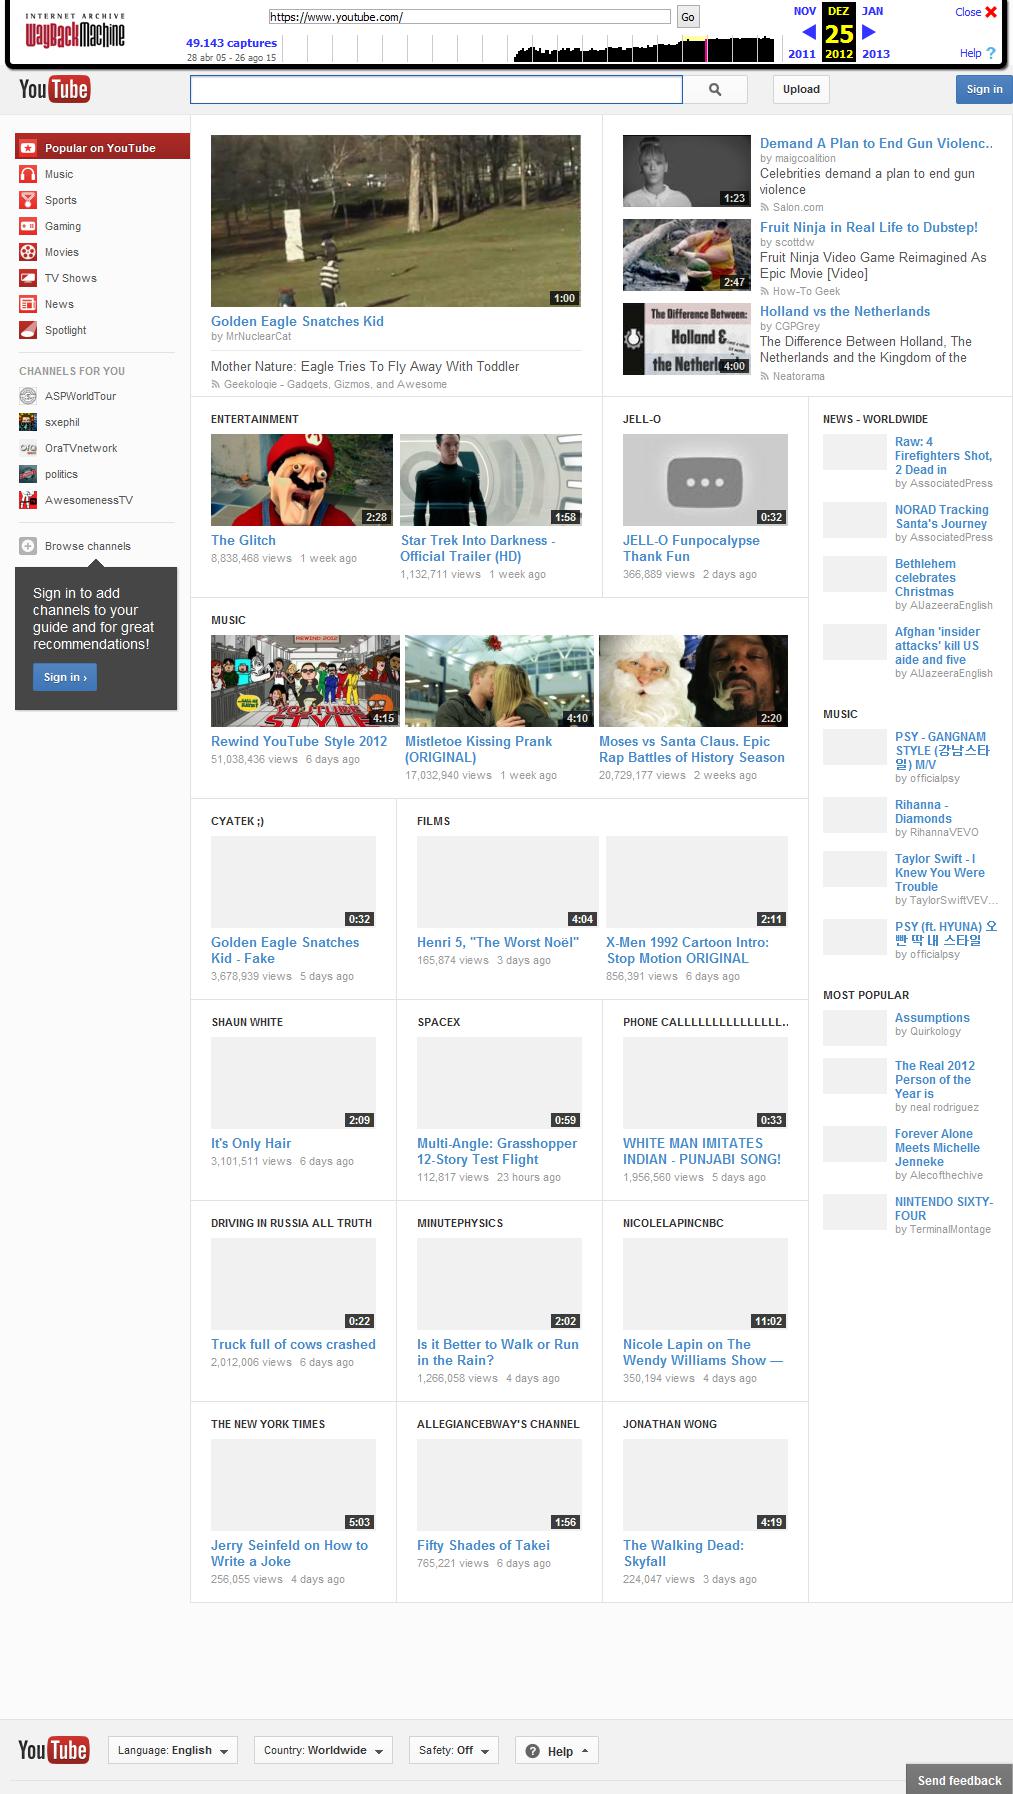 INTERNET ARCHIVE
WayBackMachine
https://www.youtube.com/
Go
49.143 captures
28 abr 05 - 26 ago 15
NOV DEZ JAN
25
2011 2012 2013
Close
Help ?
YouTube
Upload
Sign in
Popular on YouTube
Music
Sports
Gaming
Movies
TV Shows
News
Spotlight
CHANNELS FOR YOU
ASPWorldTour
sxephil
OraTVnetwork
politics
AwesomenessTV
Browse channels
Sign in to add
channels to your
guide and for great
recommendations!
Sign in ›
1:00
Golden Eagle Snatches Kid
by MrNuclearCat
Mother Nature: Eagle Tries To Fly Away With Toddler
Geekologie - Gadgets, Gizmos, and Awesome
1:23
Demand A Plan to End Gun Violenc..
by maigcoalition
Celebrities demand a plan to end gun
violence
Salon.com
2:47
Fruit Ninja in Real Life to Dubstep!
by scottdw
Fruit Ninja Video Game Reimagined As
Epic Movie [Video]
How-To Geek
The Difference Between:
Holland &
the Netherl
4:00
Holland vs the Netherlands
by CGPGrey
The Difference Between Holland, The
Netherlands and the Kingdom of the
Neatorama
ENTERTAINMENT
2:28
The Glitch
8,838,468 views 1 week ago
1:58
Star Trek Into Darkness -
Official Trailer (HD)
1,132,711 views 1 week ago
JELL-O
0:32
JELL-O Funpocalypse
Thank Fun
366,889 views 2 days ago
MUSIC
REWIND 2012
YOUTUBE
STYLE
4:15
Rewind YouTube Style 2012
51,038,436 views 6 days ago
4:10
Mistletoe Kissing Prank
(ORIGINAL)
17,032,940 views 1 week ago
2:20
Moses vs Santa Claus. Epic
Rap Battles of History Season
20,729,177 views 2 weeks ago
CYATEK ;)
0:32
Golden Eagle Snatches
Kid - Fake
3,678,939 views 5 days ago
FILMS
4:04
Henri 5, "The Worst Noël"
165,874 views 3 days ago
2:11
X-Men 1992 Cartoon Intro:
Stop Motion ORIGINAL
856,391 views 6 days ago
SHAUN WHITE
2:09
It's Only Hair
3,101,511 views 6 days ago
SPACEX
0:59
Multi-Angle: Grasshopper
12-Story Test Flight
112,817 views 23 hours ago
PHONE CALLLLLLLLLLLLLLL..
0:33
WHITE MAN IMITATES
INDIAN - PUNJABI SONG!
1,956,560 views 5 days ago
DRIVING IN RUSSIA ALL TRUTH
0:22
Truck full of cows crashed
2,012,006 views 6 days ago
MINUTEPHYSICS
2:02
Is it Better to Walk or Run
in the Rain?
1,266,058 views 4 days ago
NICOLELAPINCNBC
11:02
Nicole Lapin on The
Wendy Williams Show —
350,194 views 4 days ago
THE NEW YORK TIMES
5:03
Jerry Seinfeld on How to
Write a Joke
256,055 views 4 days ago
ALLEGIANCEBWAY'S CHANNEL
1:56
Fifty Shades of Takei
765,221 views 6 days ago
JONATHAN WONG
4:19
The Walking Dead:
Skyfall
224,047 views 3 days ago
NEWS - WORLDWIDE
Raw: 4
Firefighters Shot,
2 Dead in
by AssociatedPress
NORAD Tracking
Santa's Journey
by AssociatedPress
Bethlehem
celebrates
Christmas
by AlJazeeraEnglish
Afghan 'insider
attacks' kill US
aide and five
by AlJazeeraEnglish
MUSIC
PSY - GANGNAM
STYLE (강남스타
일) M/V
by officialpsy
Rihanna -
Diamonds
by RihannaVEVO
Taylor Swift - I
Knew You Were
Trouble
by TaylorSwiftVEV...
PSY (ft. HYUNA) 오
빤 딱 내 스타일
by officialpsy
MOST POPULAR
Assumptions
by Quirkology
The Real 2012
Person of the
Year is
by neal rodriguez
Forever Alone
Meets Michelle
Jenneke
by Alecofthechive
NINTENDO SIXTY-
FOUR
by TerminalMontage
YouTube
Language: English
Country: Worldwide
Safety: Off
Help
Send feedback